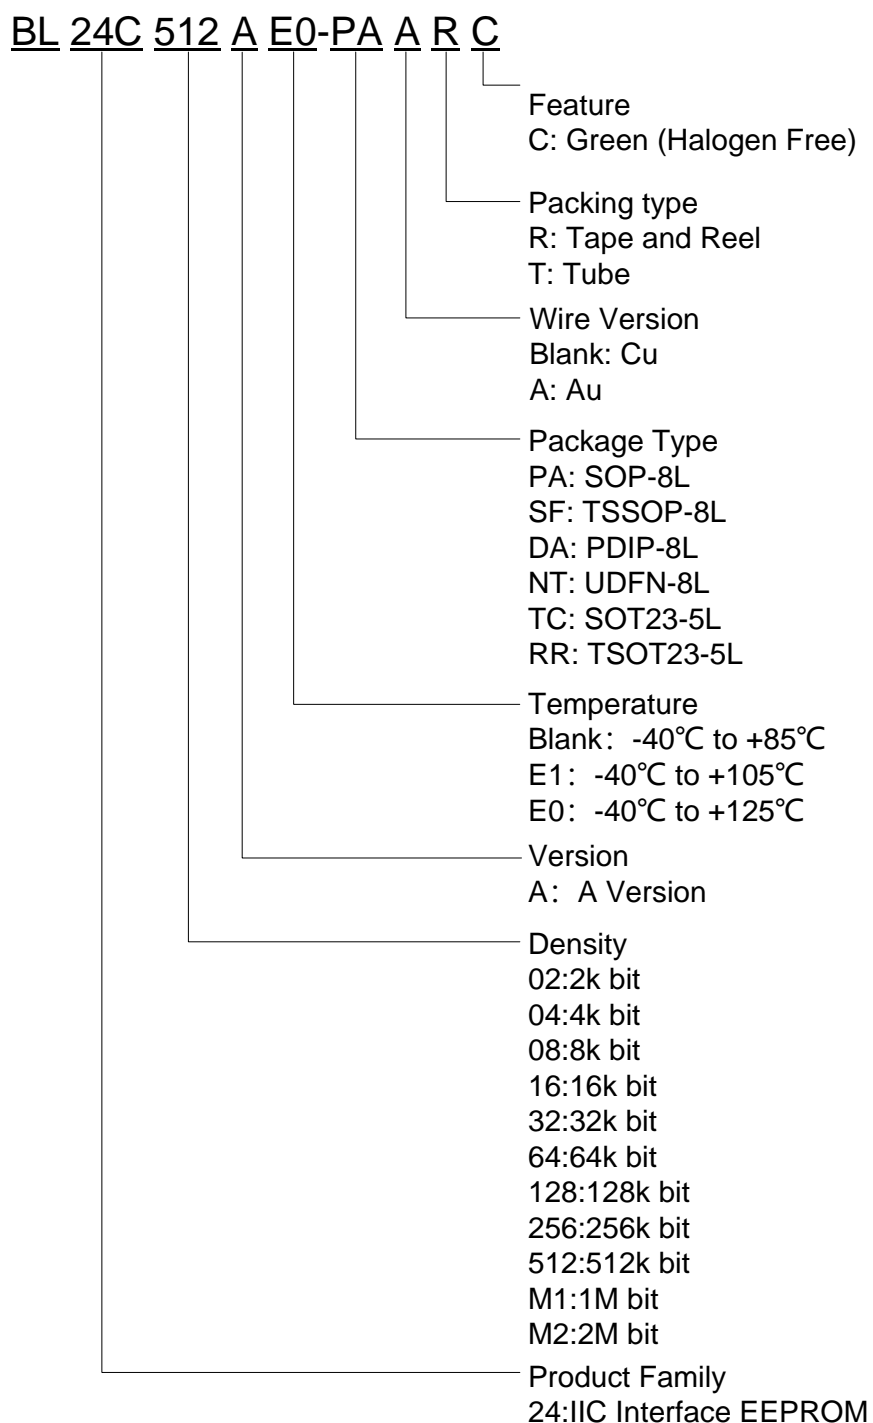 BL 24C 512 A E0-PA A R C
Feature
C: Green (Halogen Free)
Packing type
R: Tape and Reel
T: Tube
Wire Version
Blank: Cu
A: Au
Package Type
PA: SOP-8L
SF: TSSOP-8L
DA: PDIP-8L
NT: UDFN-8L
TC: SOT23-5L
RR: TSOT23-5L
Temperature
Blank：-40℃ to +85℃
E1：-40℃ to +105℃
E0：-40℃ to +125℃
Version
A：A Version
Density
02:2k bit
04:4k bit
08:8k bit
16:16k bit
32:32k bit
64:64k bit
128:128k bit
256:256k bit
512:512k bit
M1:1M bit
M2:2M bit
Product Family
24:IIC Interface EEPROM